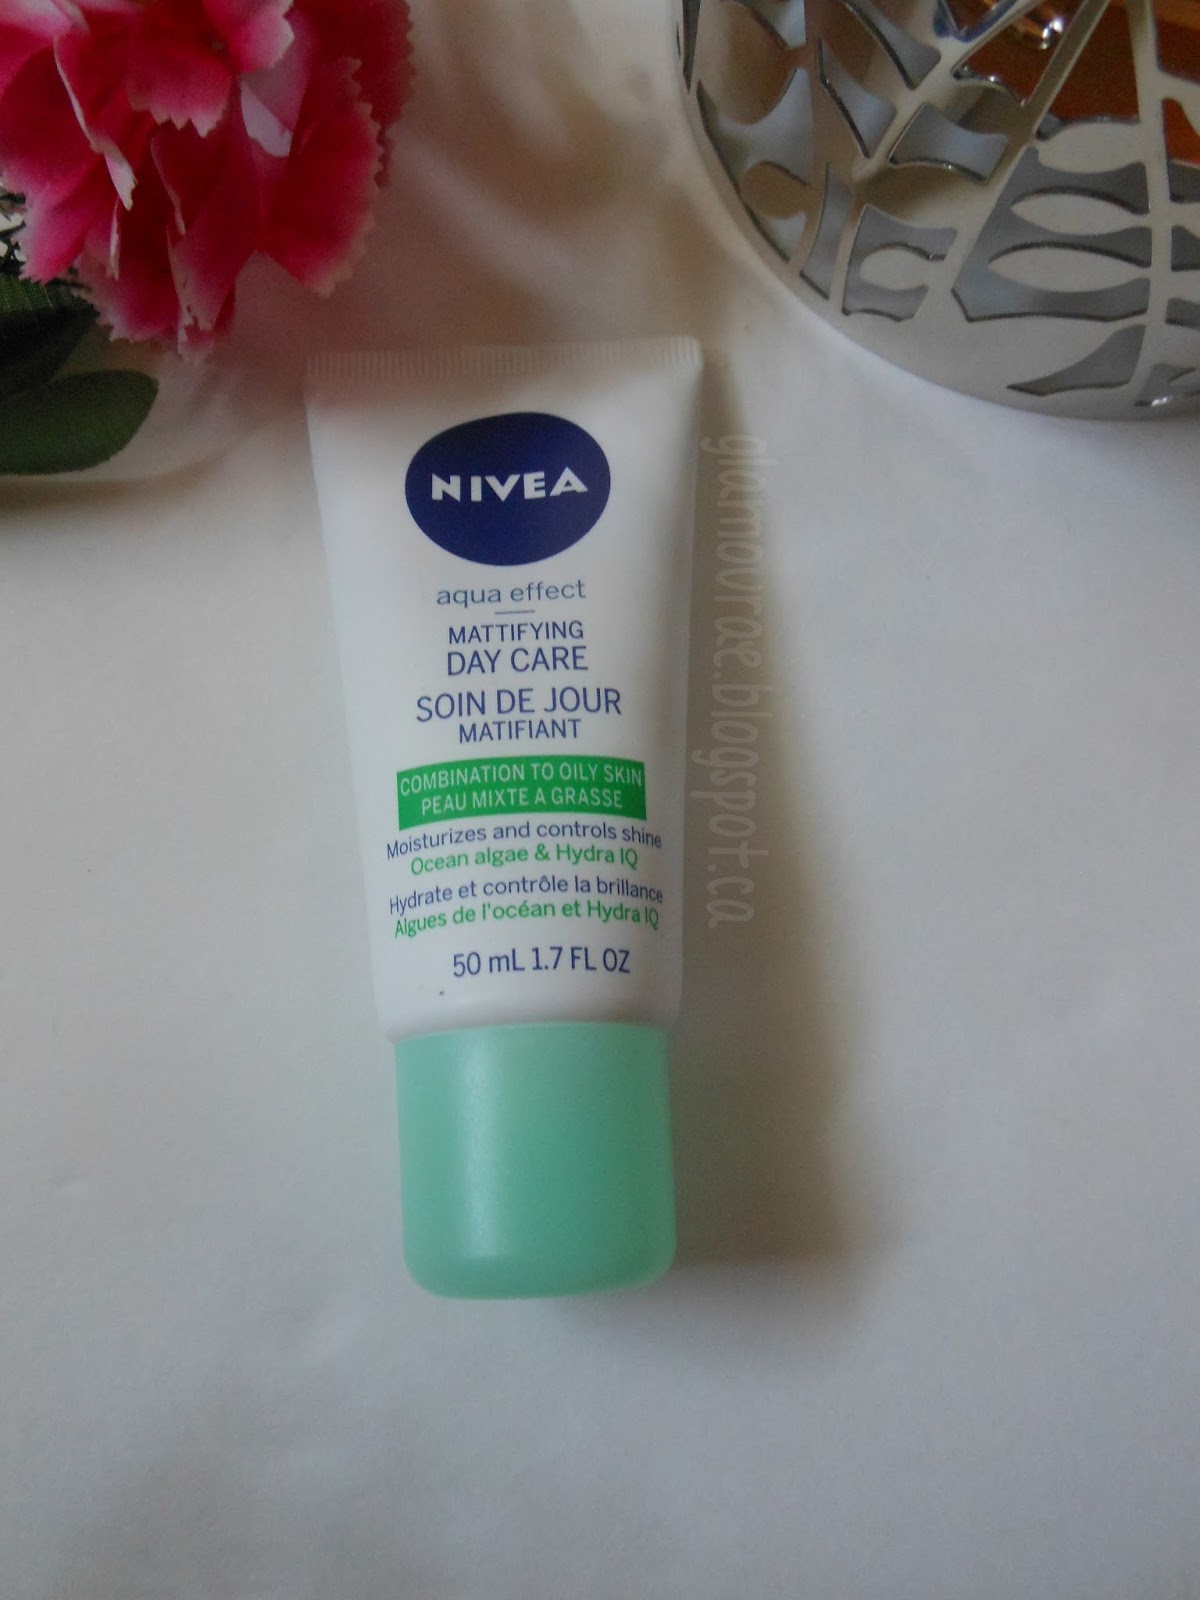 NIVEA
aqua effect
MATTIFYING
DAY CARE
SOIN DE JOUR
MATIFIANT
COMBINATION TO OILY SKIN
PEAU MIXTE A GRASSE
Moisturizes and controls shine
Ocean algae & Hydra IQ
Hydrate et contrôle la brillance
Algues de l'océan et Hydra IQ
50 mL 1.7 FL OZ
glamourae.blogspot.ca